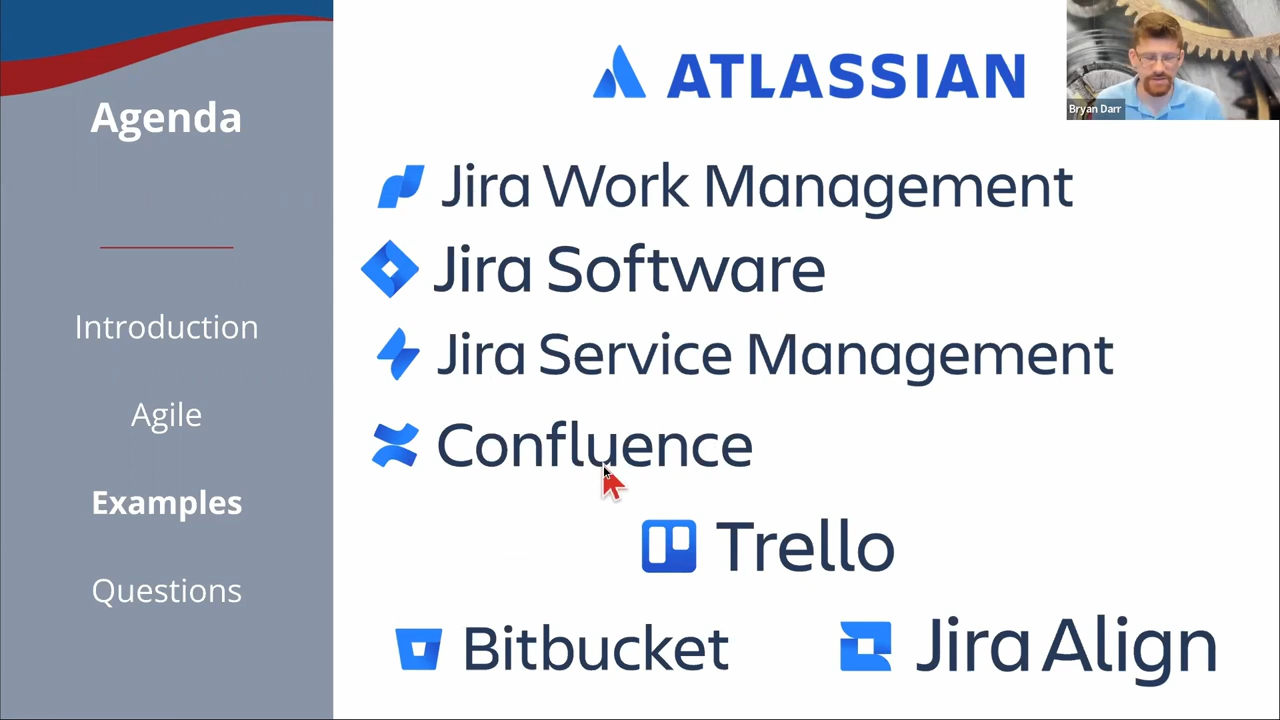 Agenda
Introduction
Agile
Examples
Questions
ATLASSIAN
Jira Work Management
Jira Software
Jira Service Management
Confluence
Trello
Bitbucket
Jira Align
Bryan Darr